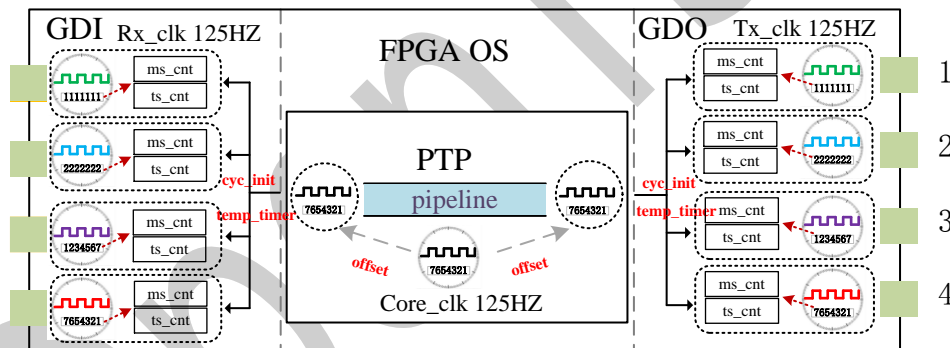 GDI Rx_clk 125HZ
FPGA OS
GDO Tx_clk 125HZ
1111111
ms_cnt
ts_cnt
2222222
ms_cnt
ts_cnt
1234567
ms_cnt
ts_cnt
7654321
ms_cnt
ts_cnt
cyc_init
temp_timer
PTP
7654321
pipeline
7654321
offset
7654321
offset
Core_clk 125HZ
cyc_init
temp_timer
ms_cnt
ts_cnt
1111111
1
ms_cnt
ts_cnt
2222222
2
ms_cnt
ts_cnt
1234567
3
ms_cnt
ts_cnt
7654321
4